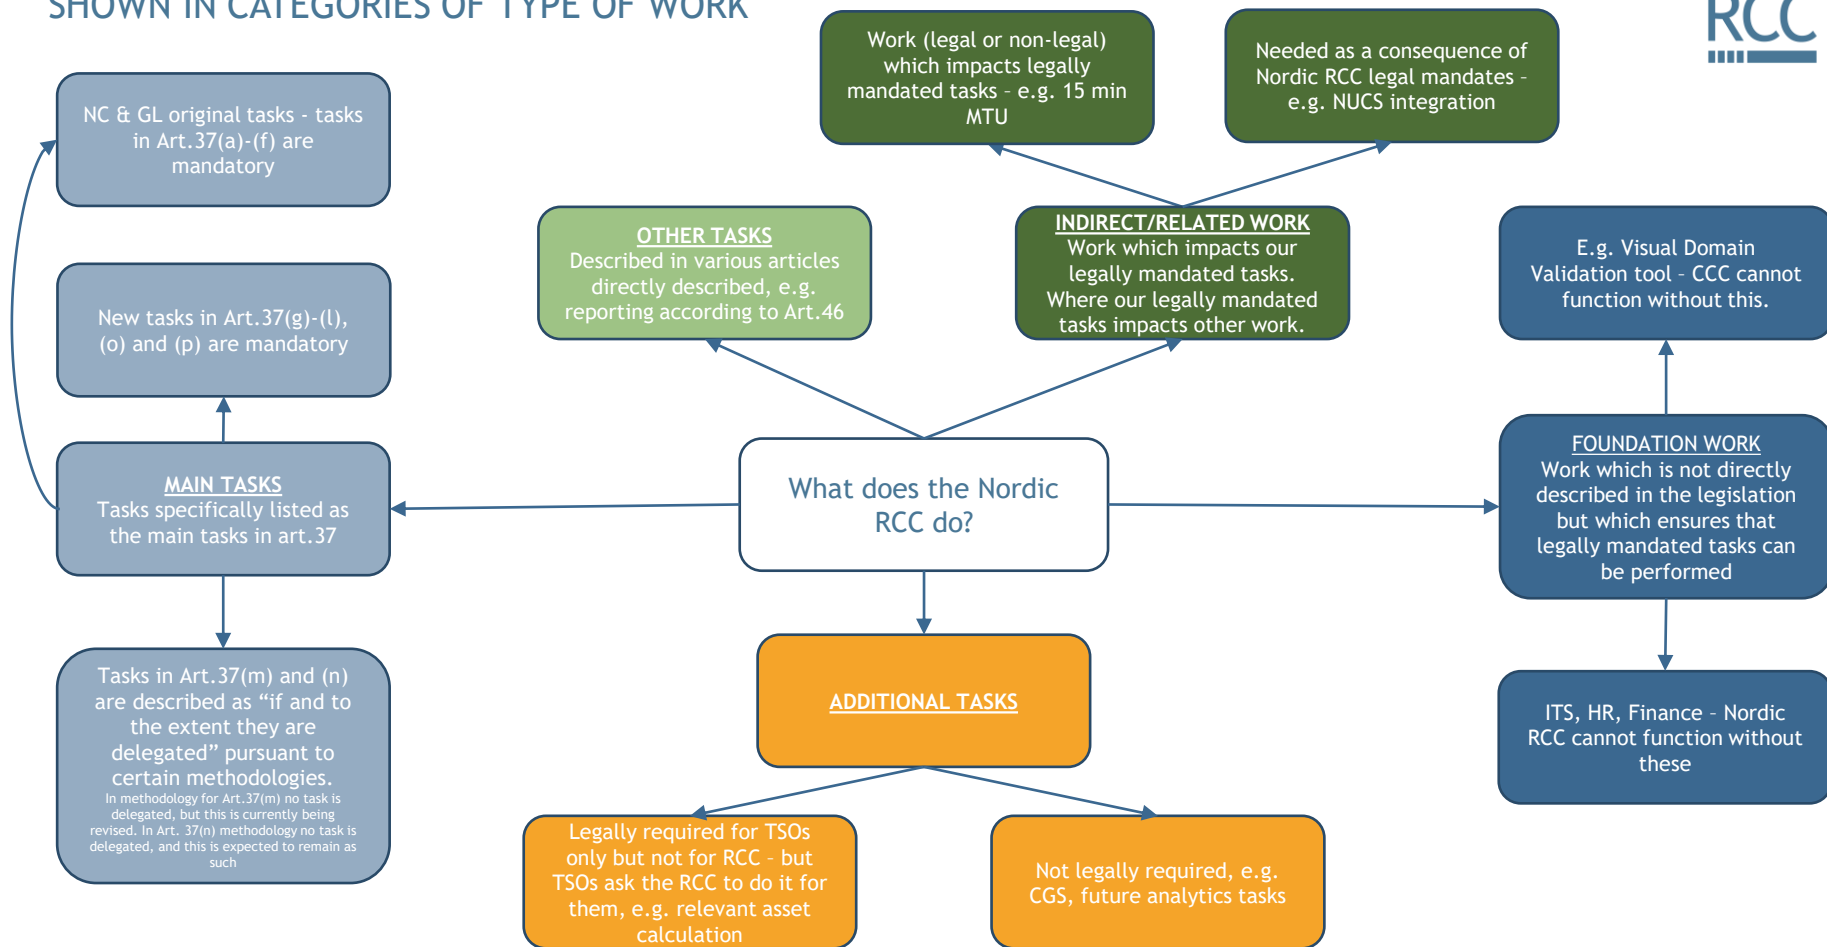 SHOWN IN CATEGORIES OF TYPE OF WORK
RCC
Work (legal or non-legal)
which impacts legally
mandated tasks – e.g. 15 min
MTU
Needed as a consequence of
Nordic RCC legal mandates –
e.g. NUCS integration
NC & GL original tasks - tasks
in Art.37(a)-(f) are
mandatory
OTHER TASKS
Described in various articles
directly described, e.g.
reporting according to Art.46
INDIRECT/RELATED WORK
Work which impacts our
legally mandated tasks.
Where our legally mandated
tasks impacts other work.
E.g. Visual Domain
Validation tool – CCC cannot
function without this.
New tasks in Art.37(g)-(l),
(o) and (p) are mandatory
MAIN TASKS
Tasks specifically listed as
the main tasks in art.37
What does the Nordic
RCC do?
FOUNDATION WORK
Work which is not directly
described in the legislation
but which ensures that
legally mandated tasks can
be performed
Tasks in Art.37(m) and (n)
are described as “if and to
the extent they are
delegated” pursuant to
certain methodologies.
In methodology for Art.37(m) no task is
delegated, but this is currently being
revised. In Art. 37(n) methodology no task is
delegated, and this is expected to remain as
such
ADDITIONAL TASKS
ITS, HR, Finance – Nordic
RCC cannot function without
these
Legally required for TSOs
only but not for RCC – but
TSOs ask the RCC to do it for
them, e.g. relevant asset
calculation
Not legally required, e.g.
CGS, future analytics tasks